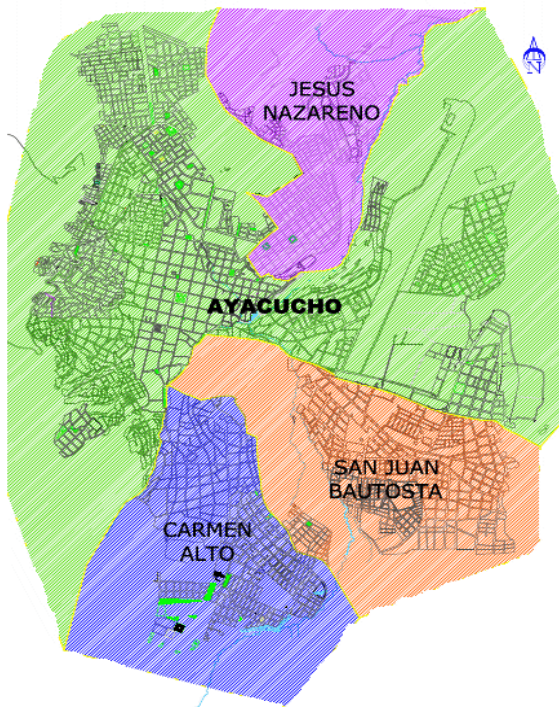 JESUS
NAZARENO
N
AYACUCHO
SAN JUAN
BAUTOSTA
CARMEN
ALTO